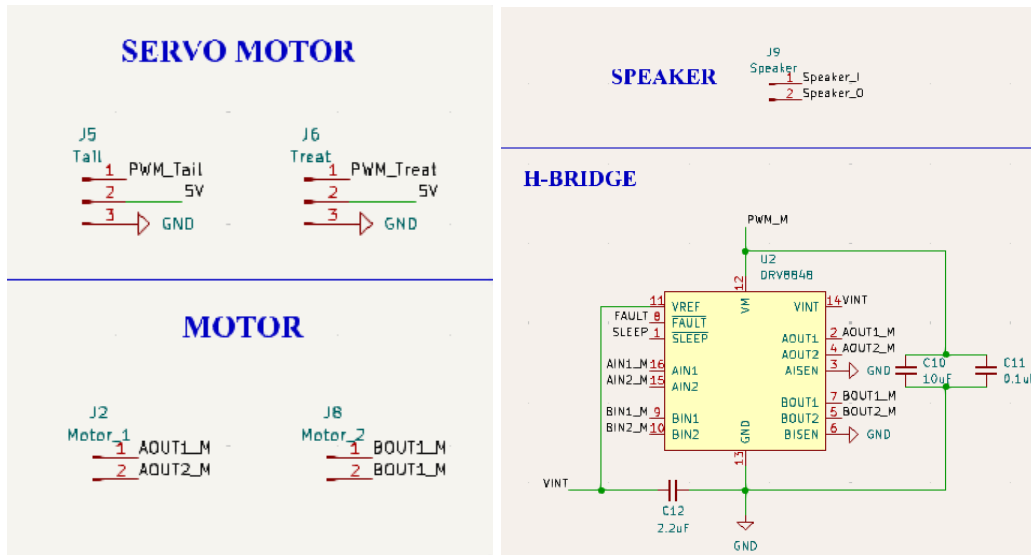 SERVO MOTOR
J5
Tail
1 PWM_Tail
2 5V
3 GND
J6
Treat
1 PWM_Treat
2 5V
3 GND
MOTOR
J2
Motor_1
1 AOUT1_M
2 AOUT2_M
J8
Motor_2
1 BOUT1_M
2 BOUT1_M
SPEAKER
J9
Speaker
1 Speaker_I
2 Speaker_O
H-BRIDGE
PWM_M
U2
DRV8848
12 VM
11 VREF
FAULT 8 FAULT
SLEEP 1 SLEEP
AIN1_M 16 AIN1
AIN2_M 15 AIN2
BIN1_M 9 BIN1
BIN2_M 10 BIN2
VINT 14 VINT
AOUT1 2 AOUT1_M
AOUT2 4 AOUT2_M
AISEN 3 GND
BOUT1 7 BOUT1_M
BOUT2 5 BOUT2_M
BISEN 6 GND
GND 13
C10
10uF
C11
0.1u
VINT
C12
2.2uF
GND